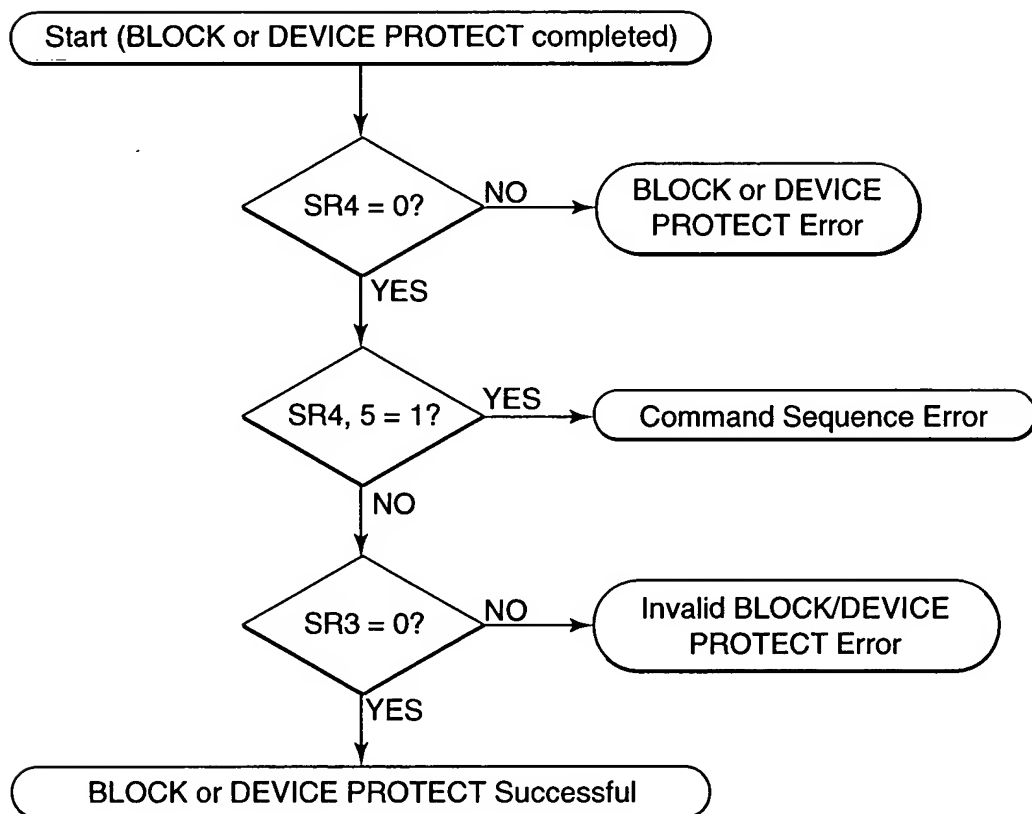 Start (BLOCK or DEVICE PROTECT completed)
SR4 = 0?
NO
BLOCK or DEVICE
PROTECT Error
YES
SR4, 5 = 1?
YES
Command Sequence Error
NO
SR3 = 0?
NO
Invalid BLOCK/DEVICE
PROTECT Error
YES
BLOCK or DEVICE PROTECT Successful